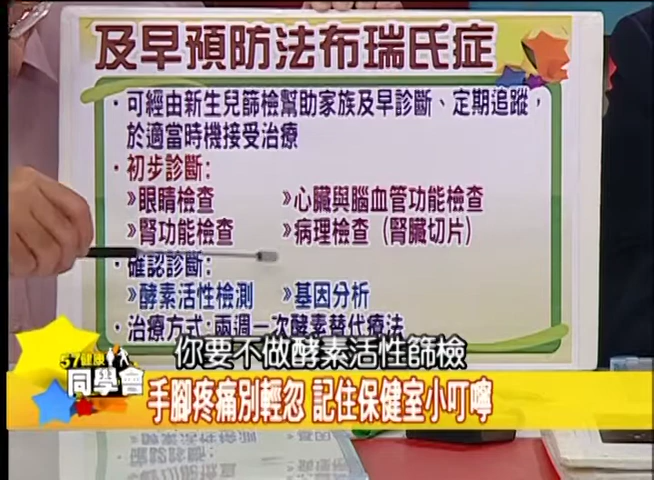 及早預防法布瑞氏症
·可經由新生兒篩檢幫助家族及早診斷、定期追蹤,
於適當時機接受治療
·初步診斷:
»眼睛檢查 »心臟與腦血管功能檢查
»腎功能檢查 »病理檢查（腎臟切片）
·確認診斷:
»酵素活性檢測 »基因分析
·治療方式:兩週一次酵素替代療法
你要不做酵素活性師檢
57健康
同學會
手腳疼痛別輕忽 記住保健室小叮嚀